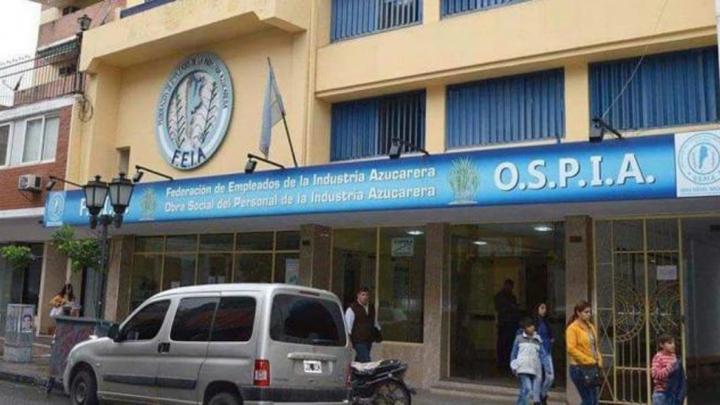 FEIA
Federación de Empleados de la Industria Azucarera
Obra Social del Personal de la Industria Azucarera
O.S.P.I.A.